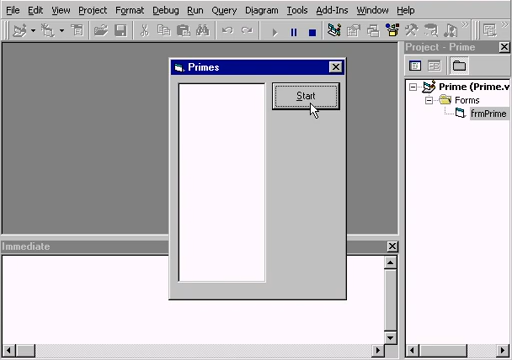 File Edit View Project Format Debug Run Query Diagram Tools Add-Ins Window Help
Project - Prime
Primes
Start
Prime (Prime.v
Forms
frmPrime
Immediate